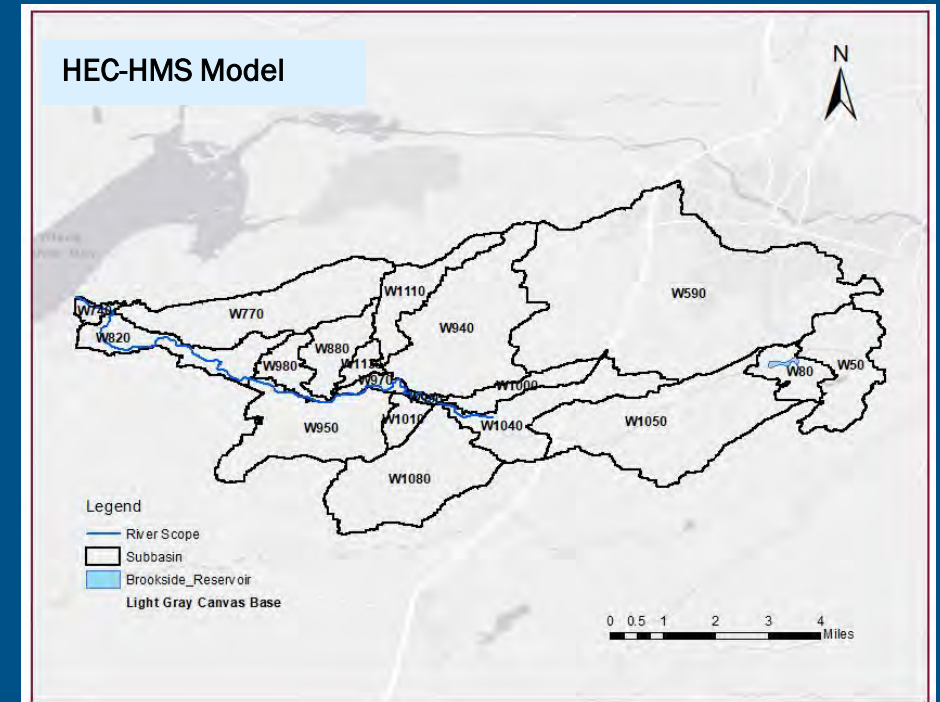 HEC-HMS Model
N
W590
W1110
W770
W940
W820
W880
W980
W50
W80
W970
W1000
W1010
W1040
W1050
W950
W1080
Legend
River Scope
Subbasin
Brookside_Reservoir
Light Gray Canvas Base
0 0.5 1 2 3 4
Miles